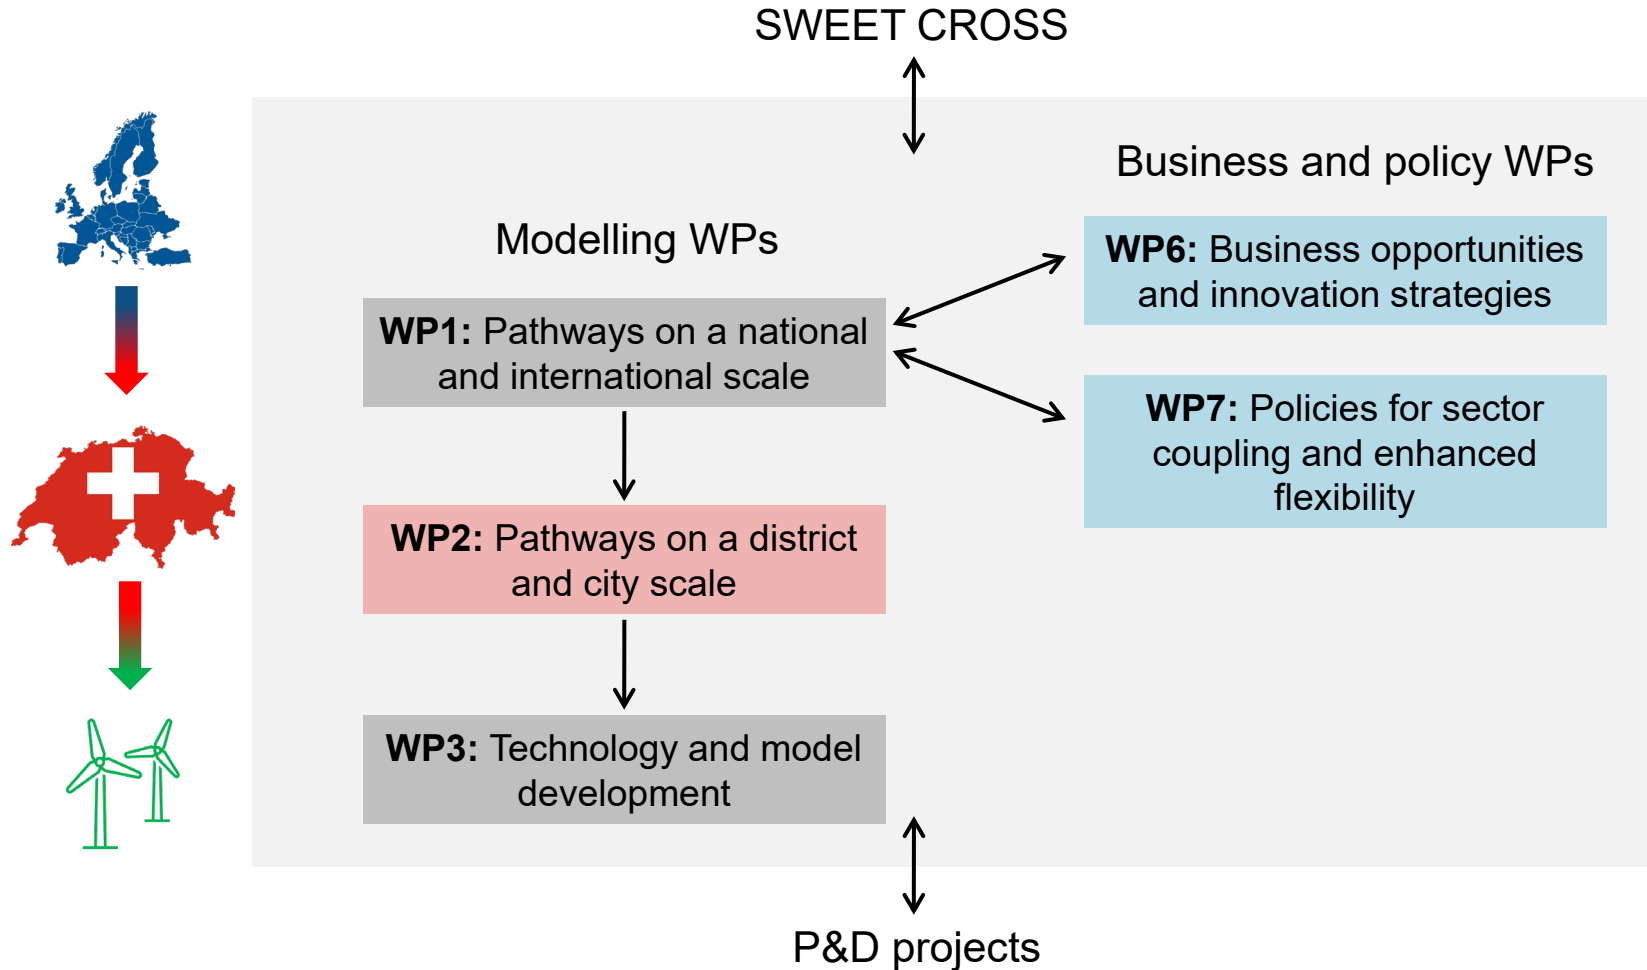 SWEET CROSS
Business and policy WPs
Modelling WPs
WP6: Business opportunities
and innovation strategies
WP1: Pathways on a national
and international scale
WP7: Policies for sector
coupling and enhanced
flexibility
WP2: Pathways on a district
and city scale
WP3: Technology and model
development
P&D projects